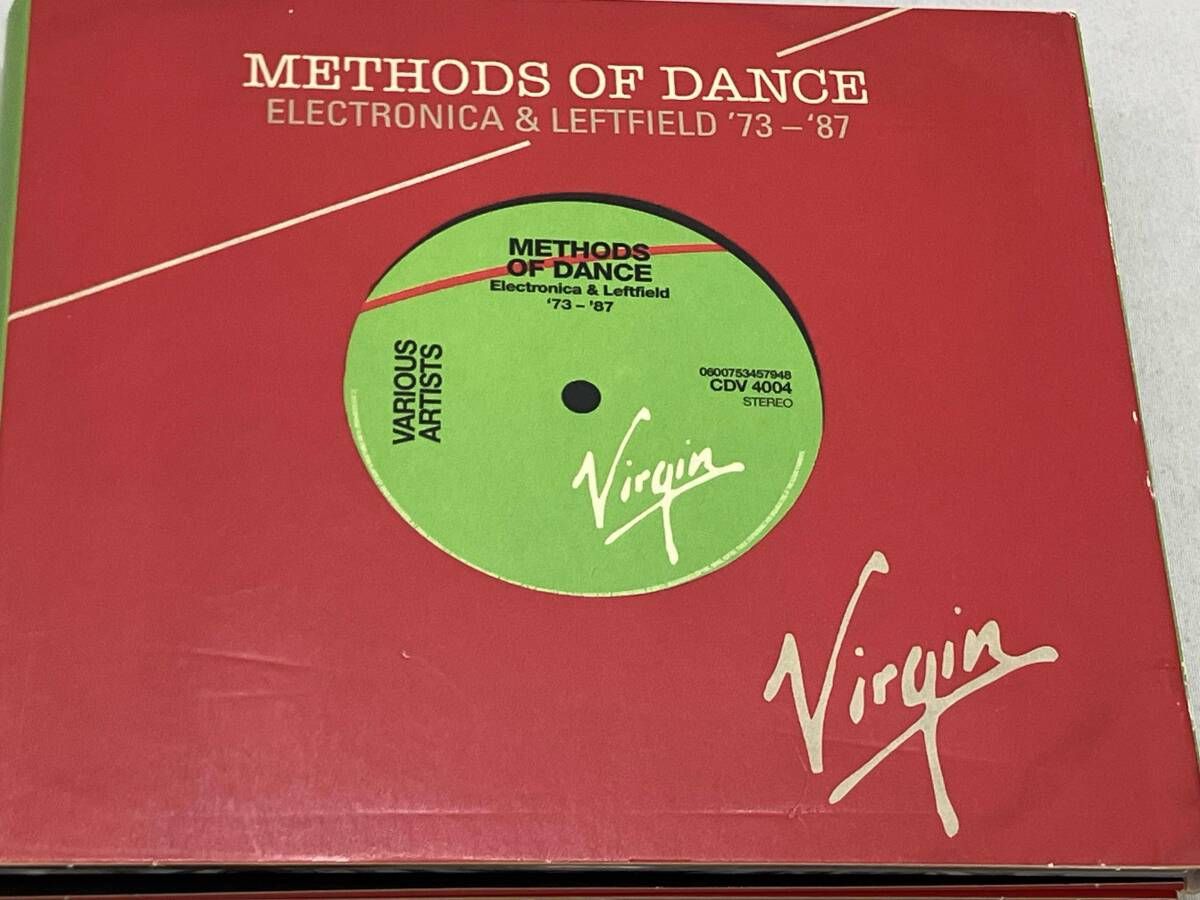 METHODS OF DANCE
ELECTRONICA & LEFTFIELD '73 – '87
METHODS
OF DANCE
Electronica & Leftfield
'73 – '87
VARIOUS
ARTISTS
0600753457948
CDV 4004
STEREO
Virgin
Virgin